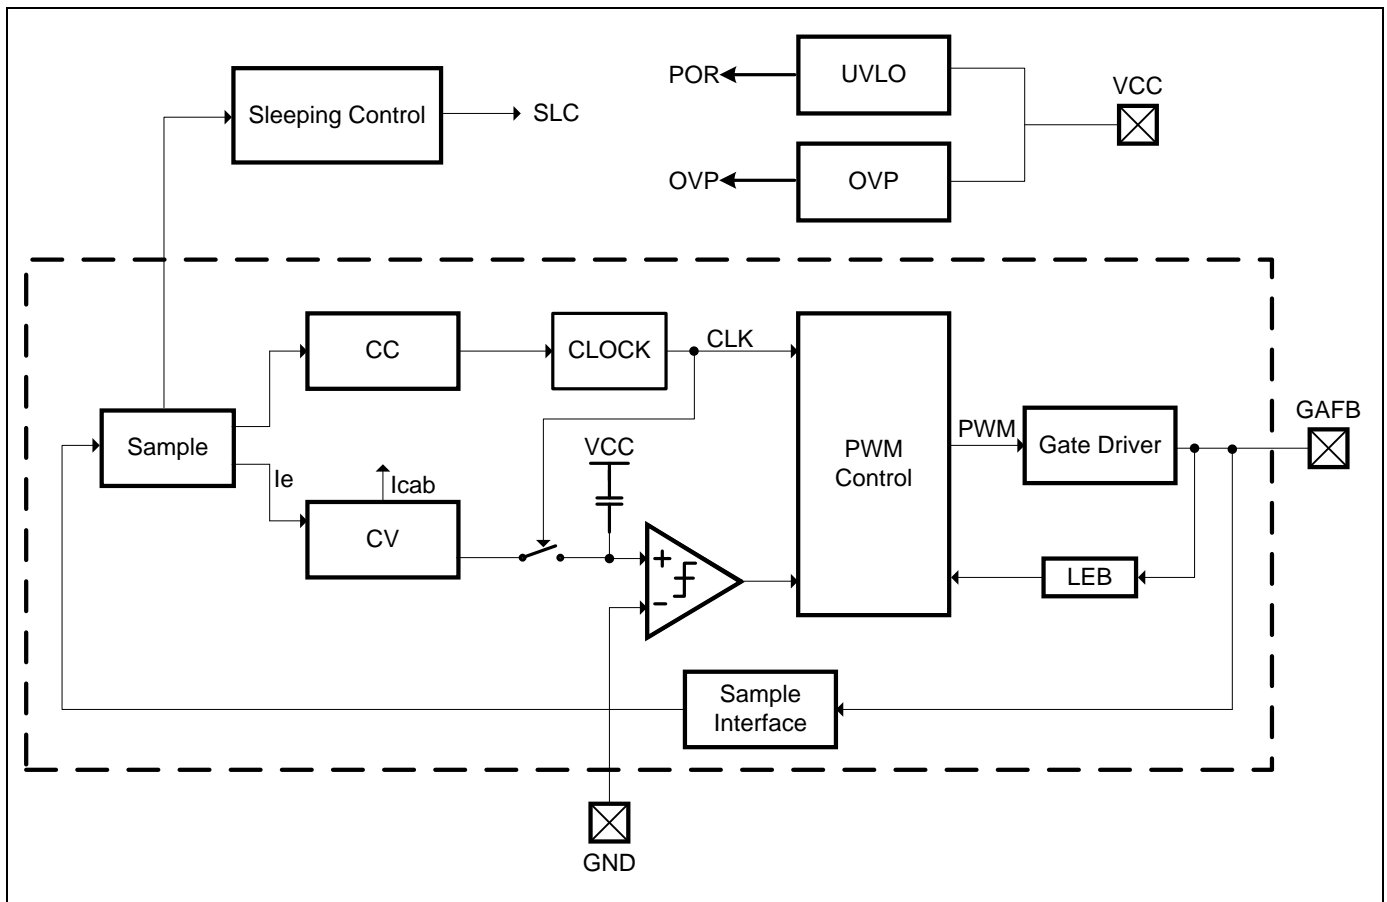 POR
UVLO
VCC
Sleeping Control
SLC
OVP
OVP
CC
CLOCK
CLK
GAFB
Sample
Ie
Icab
VCC
PWM
Control
PWM
Gate Driver
CV
+
−
LEB
Sample
Interface
GND